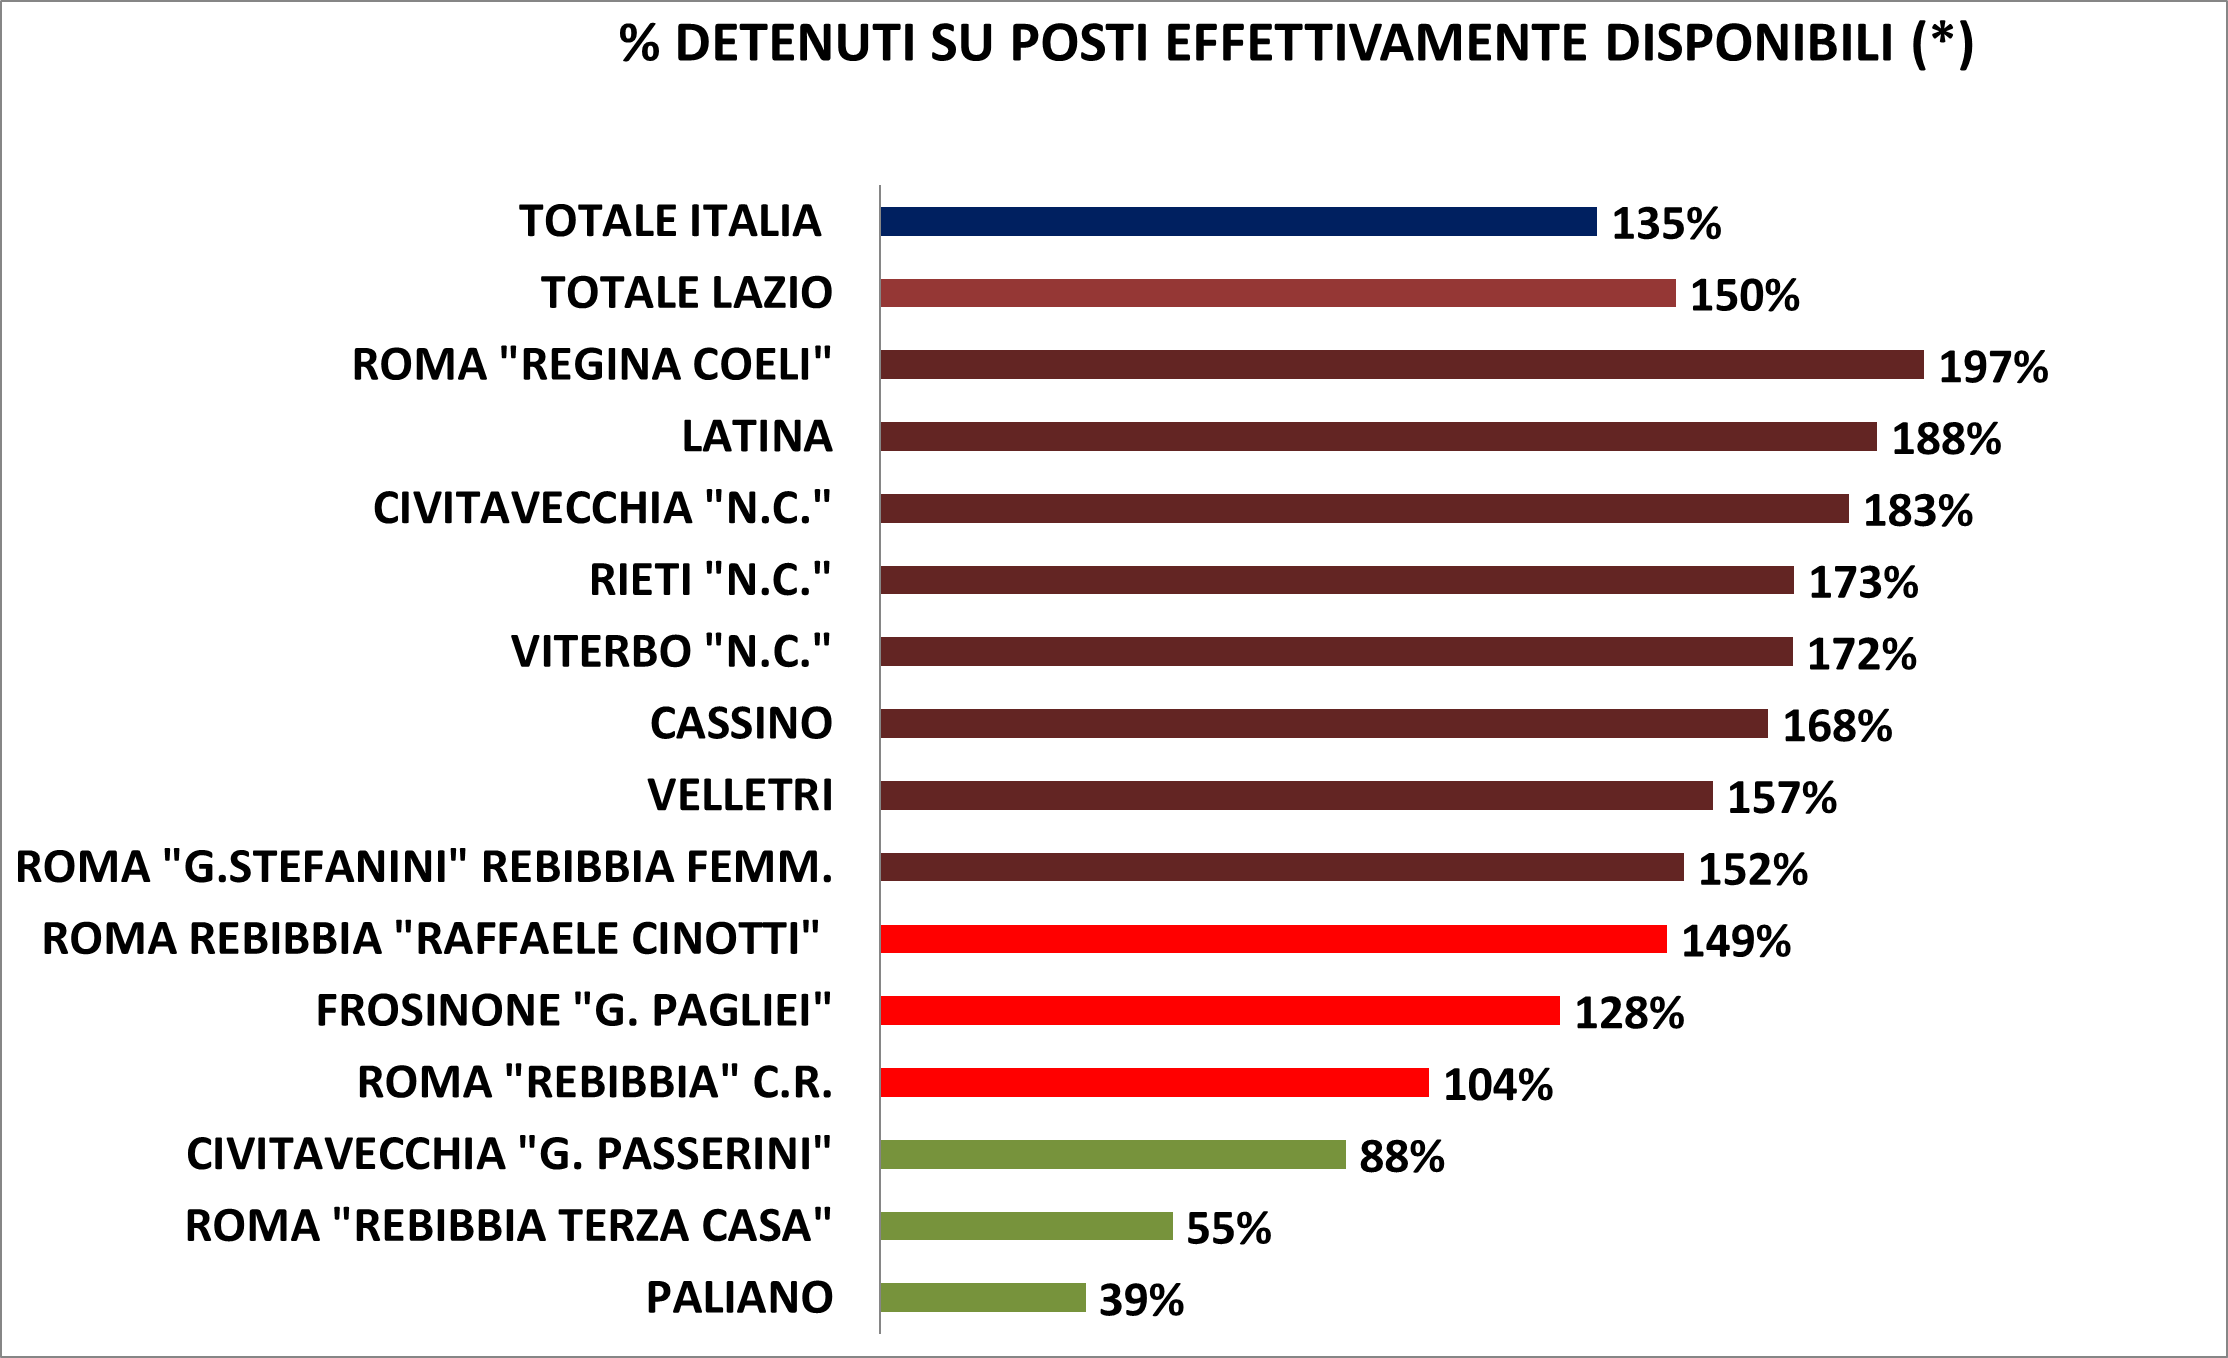 % DETENUTI SU POSTI EFFETTIVAMENTE DISPONIBILI (*)
TOTALE ITALIA 135%
TOTALE LAZIO 150%
ROMA "REGINA COELI" 197%
LATINA 188%
CIVITAVECCHIA "N.C." 183%
RIETI "N.C." 173%
VITERBO "N.C." 172%
CASSINO 168%
VELLETRI 157%
ROMA "G.STEFANINI" REBIBBIA FEMM. 152%
ROMA REBIBBIA "RAFFAELE CINOTTI" 149%
FROSINONE "G. PAGLIEI" 128%
ROMA "REBIBBIA" C.R. 104%
CIVITAVECCHIA "G. PASSERINI" 88%
ROMA "REBIBBIA TERZA CASA" 55%
PALIANO 39%